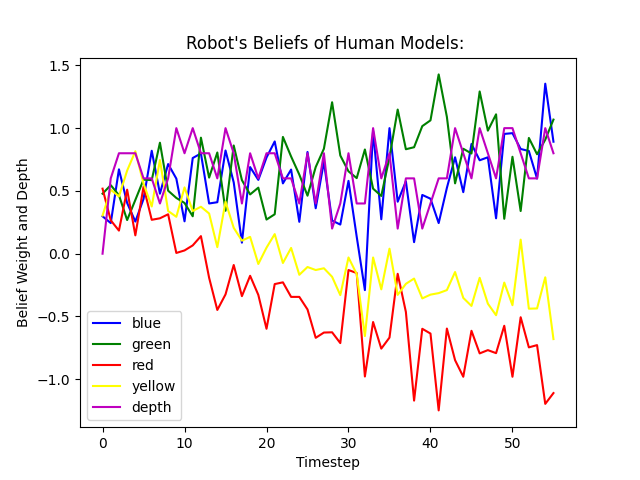 Robot's Beliefs of Human Models:
Belief Weight and Depth
1.5
1.0
0.5
0.0
−0.5
−1.0
blue
green
red
yellow
depth
0 10 20 30 40 50
Timestep